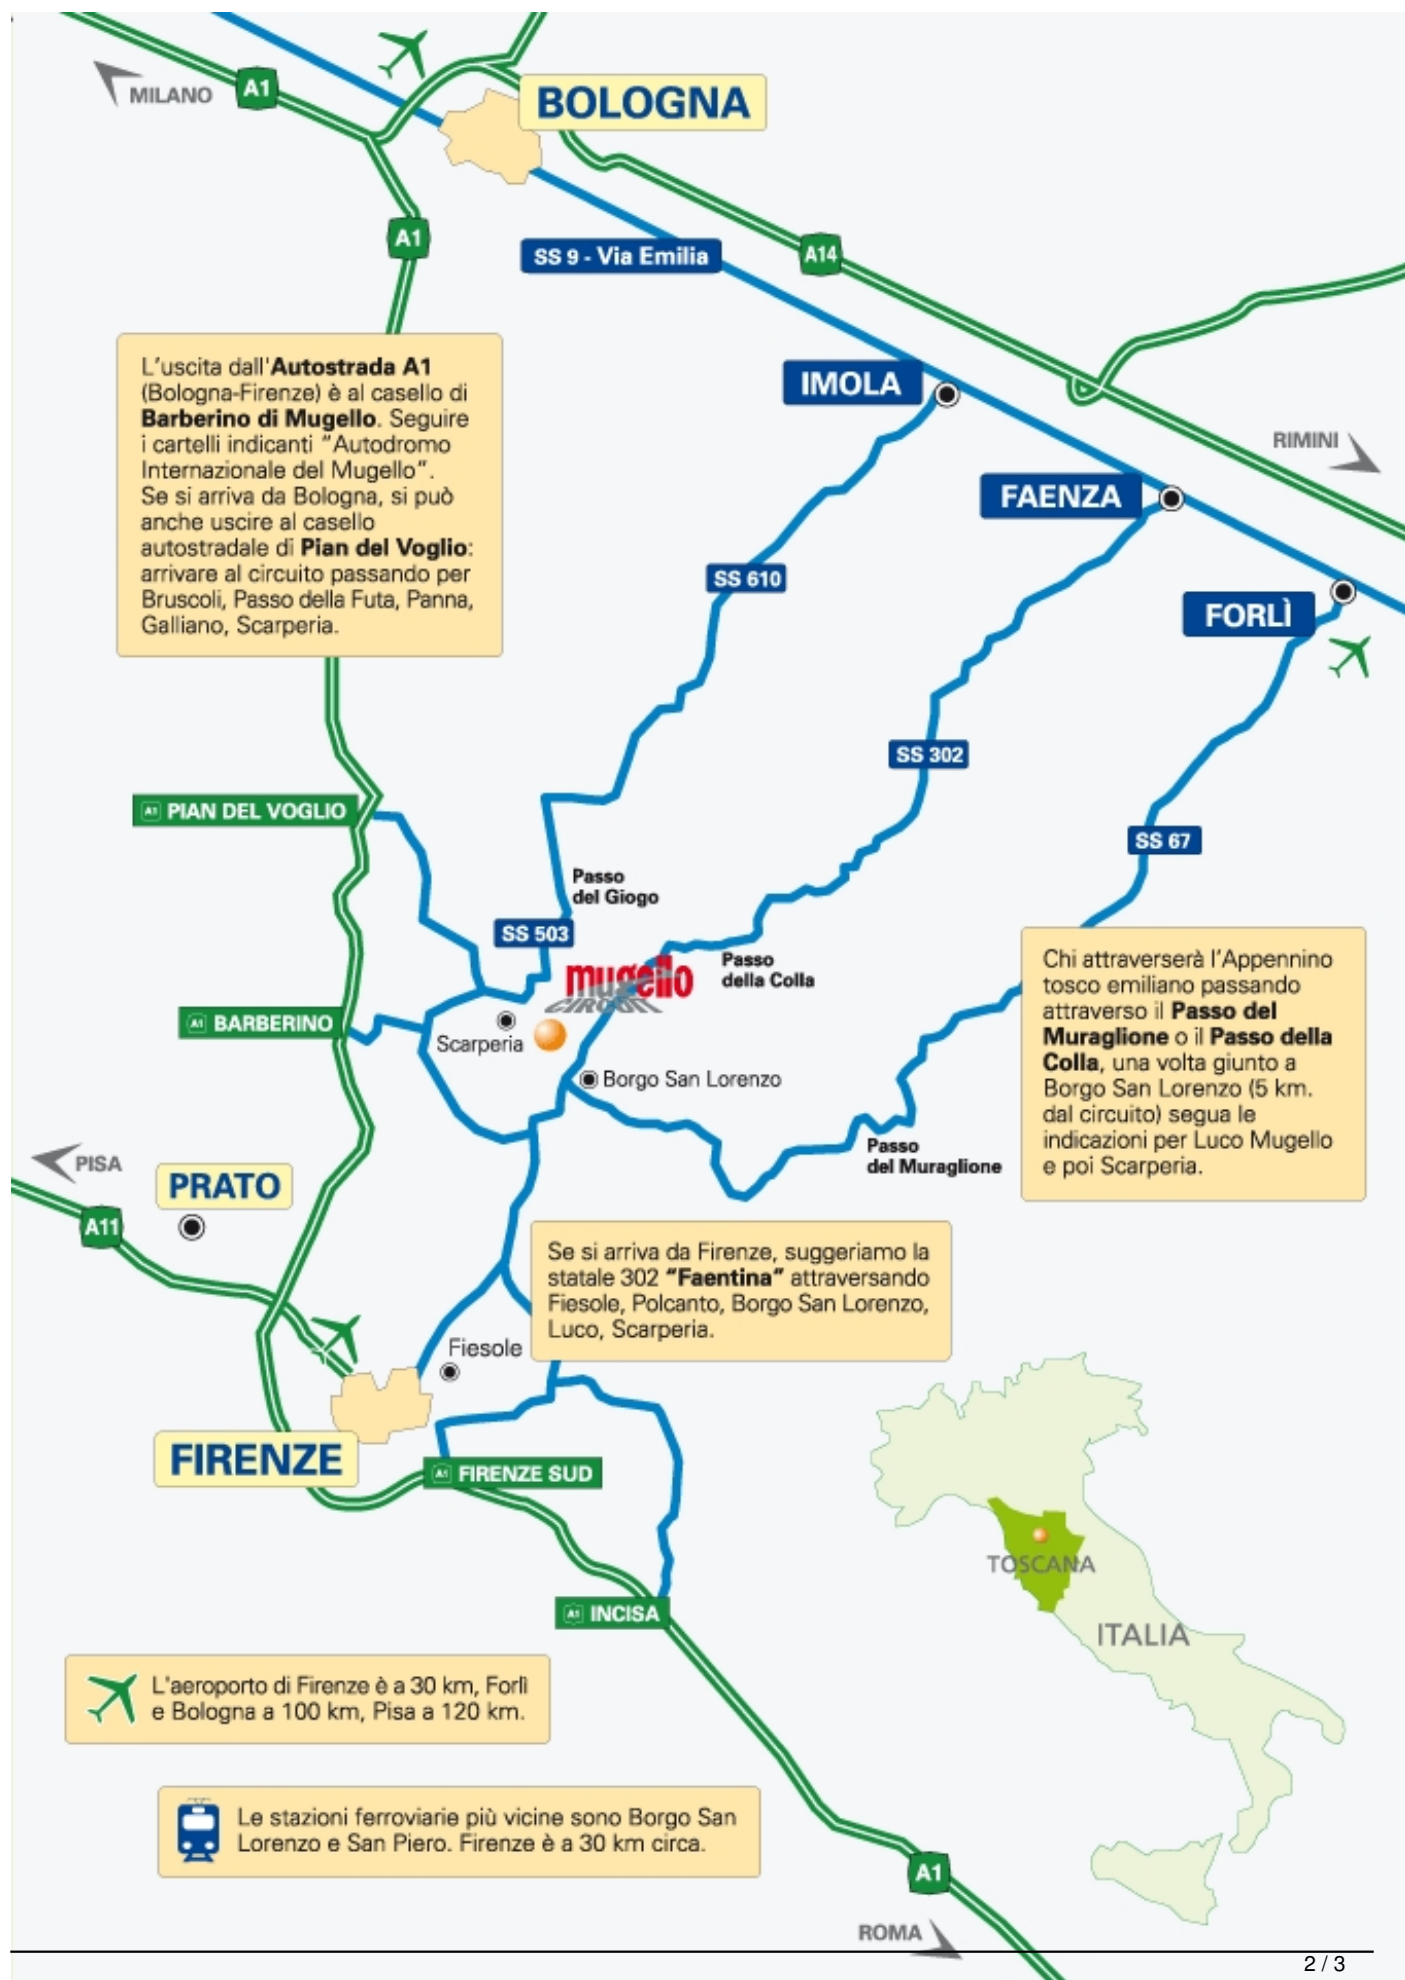 MILANO
A1
BOLOGNA
A1
SS 9 - Via Emilia
A14
L'uscita dall'Autostrada A1
(Bologna-Firenze) è al casello di
Barberino di Mugello. Seguire
i cartelli indicanti "Autodromo
Internazionale del Mugello".
Se si arriva da Bologna, si può
anche uscire al casello
autostradale di Pian del Voglio:
arrivare al circuito passando per
Bruscoli, Passo della Futa, Panna,
Galliano, Scarperia.
IMOLA
RIMINI
FAENZA
SS 610
FORLÌ
SS 302
A1 PIAN DEL VOGLIO
SS 67
Passo
del Giogo
SS 503
mugello
CIRCUIT
Passo
della Colla
A1 BARBERINO
Scarperia
Borgo San Lorenzo
Chi attraverserà l'Appennino
tosco emiliano passando
attraverso il Passo del
Muraglione o il Passo della
Colla, una volta giunto a
Borgo San Lorenzo (5 km.
dal circuito) segua le
indicazioni per Luco Mugello
e poi Scarperia.
Passo
del Muraglione
PISA
PRATO
A11
Se si arriva da Firenze, suggeriamo la
statale 302 "Faentina" attraversando
Fiesole, Polcanto, Borgo San Lorenzo,
Luco, Scarperia.
Fiesole
FIRENZE
A1 FIRENZE SUD
TOSCANA
A1 INCISA
ITALIA
L'aeroporto di Firenze è a 30 km, Forlì
e Bologna a 100 km, Pisa a 120 km.
Le stazioni ferroviarie più vicine sono Borgo San
Lorenzo e San Piero. Firenze è a 30 km circa.
A1
ROMA
2 / 3